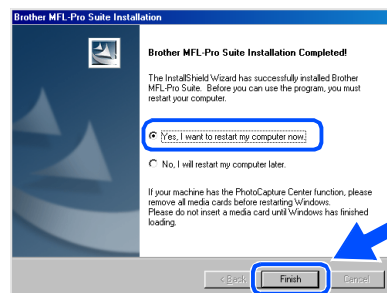 Brother MFL-Pro Suite Installation
Brother MFL-Pro Suite Installation Completed!
The InstallShield Wizard has successfully installed Brother
MFL-Pro Suite. Before you can use the program, you must
restart your computer.
Yes, I want to restart my computer now.
No, I will restart my computer later.
If your machine has the PhotoCapture Center function, please
remove all media cards before restarting Windows.
Please do not insert a media card until Windows has finished
loading.
< Back
Finish
Cancel